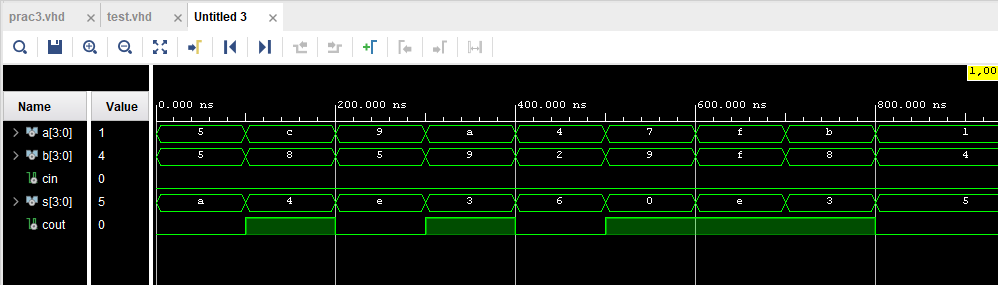 prac3.vhd × test.vhd × Untitled 3 ×
1,00
Name Value 0.000 ns 200.000 ns 400.000 ns 600.000 ns 800.000 ns
a[3:0] 1 5 c 9 a 4 7 f b 1
b[3:0] 4 5 8 5 9 2 9 f 8 4
cin 0
s[3:0] 5 a 4 e 3 6 0 e 3 5
cout 0